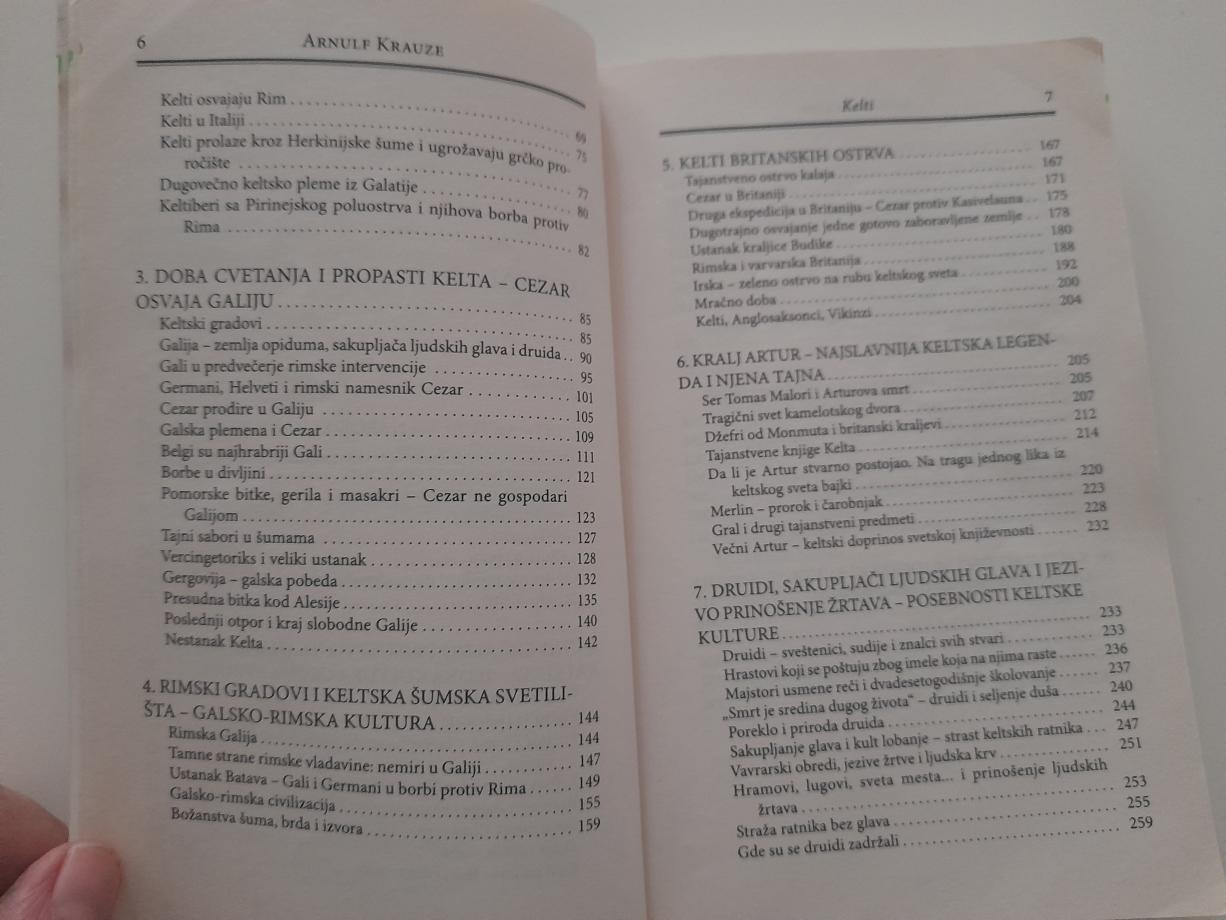 6 ARNULF KRAUZE
Kelti osvajaju Rim
Kelti u Italiji 69
Kelti prolaze kroz Herkinijske šume i ugrožavaju grčko pro- 75
ročište 77
Dugovečno keltsko pleme iz Galatije 80
Keltiberi sa Pirinejskog poluostrva i njihova borba protiv
Rima 82
3. DOBA CVETANJA I PROPASTI KELTA – CEZAR
OSVAJA GALIJU 85
Keltski gradovi 85
Galija – zemlja opiduma, sakupljača ljudskih glava i druida 90
Gali u predvečerje rimske intervencije 95
Germani, Helveti i rimski namesnik Cezar 101
Cezar prodire u Galiju 105
Galska plemena i Cezar 109
Belgi su najhrabriji Gali 111
Borbe u divljini 121
Pomorske bitke, gerila i masakri – Cezar ne gospodari
Galijom 123
Tajni sabori u šumama 127
Vercingetoriks i veliki ustanak 128
Gergovija – galska pobeda 132
Presudna bitka kod Alesije 135
Poslednji otpor i kraj slobodne Galije 140
Nestanak Kelta 142
4. RIMSKI GRADOVI I KELTSKA ŠUMSKA SVETILI-
ŠTA – GALSKO-RIMSKA KULTURA 144
Rimska Galija 144
Tamne strane rimske vladavine: nemiri u Galiji 147
Ustanak Batava – Gali i Germani u borbi protiv Rima 149
Galsko-rimska civilizacija 155
Božanstva šuma, brda i izvora 159
Kelti 7
5. KELTI BRITANSKIH OSTRVA 167
Tajanstveno ostrvo kalaja 167
Cezar u Britaniji 171
Druga ekspedicija u Britaniju – Cezar protiv Kasivelauna 175
Dugotrajno osvajanje jedne gotovo zaboravljene zemlje 178
Ustanak kraljice Budike 180
Rimska i varvarska Britanija 188
Irska – zeleno ostrvo na rubu keltskog sveta 192
Mračno doba 200
Kelti, Anglosaksonci, Vikinzi 204
6. KRALJ ARTUR – NAJSLAVNIJA KELTSKA LEGEN-
DA I NJENA TAJNA 205
Ser Tomas Malori i Arturova smrt 205
Tragični svet kamelotskog dvora 207
Džefri od Monmuta i britanski kraljevi 212
Tajanstvene knjige Kelta 214
Da li je Artur stvarno postojao. Na tragu jednog lika iz
keltskog sveta bajki 220
Merlin – prorok i čarobnjak 223
Gral i drugi tajanstveni predmeti 228
Večni Artur – keltski doprinos svetskoj književnosti 232
7. DRUIDI, SAKUPLJAČI LJUDSKIH GLAVA I JEZI-
VO PRINOŠENJE ŽRTAVA – POSEBNOSTI KELTSKE
KULTURE 233
Druidi – sveštenici, sudije i znalci svih stvari 233
Hrastovi koji se poštuju zbog imele koja na njima raste 236
Majstori usmene reči i dvadesetogodišnje školovanje 237
„Smrt je sredina dugog života“ – druidi i seljenje duša 240
Poreklo i priroda druida 244
Sakupljanje glava i kult lobanje – strast keltskih ratnika 247
Vavrarski obredi, jezive žrtve i ljudska krv 251
Hramovi, lugovi, sveta mesta... i prinošenje ljudskih
žrtava 253
Straža ratnika bez glava 255
Gde su se druidi zadržali 259